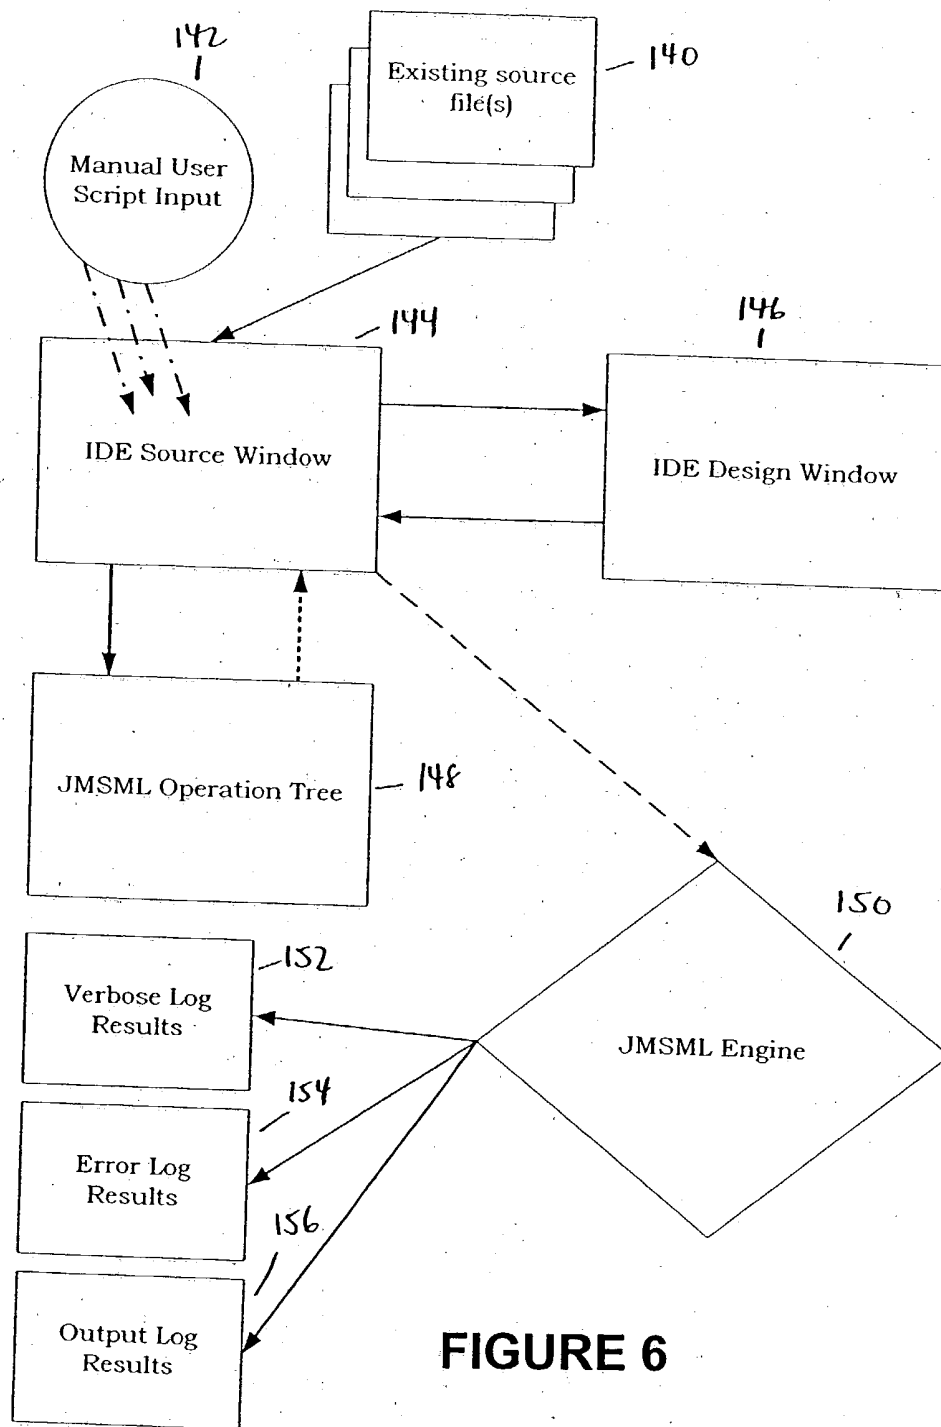 142
140
Existing source
file(s)
Manual User
Script Input
144
146
IDE Source Window
IDE Design Window
JMSML Operation Tree
148
150
152
Verbose Log
Results
JMSML Engine
154
Error Log
Results
156
Output Log
Results
FIGURE 6